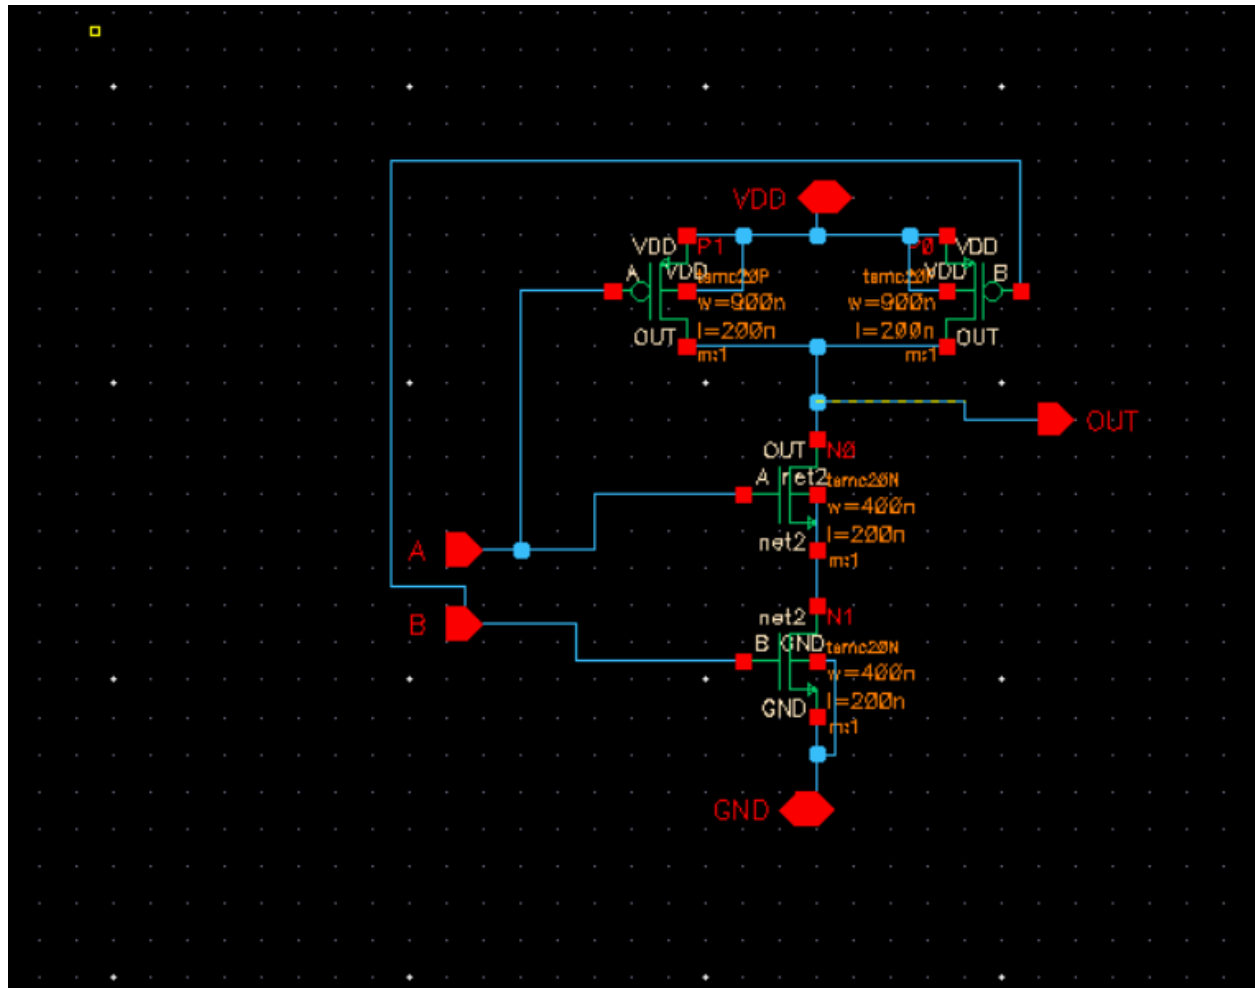 VDD
VDD P1 P0 VDD
A VDD tsmc20P tsmc20P VDD B
w=900n w=900n
l=200n l=200n
OUT OUT
m:1 m:1
OUT
OUT N0
A net2 tsmc20N
w=400n
l=200n
net2
m:1
A
net2 N1
B
B GND tsmc20N
w=400n
l=200n
GND
m:1
GND